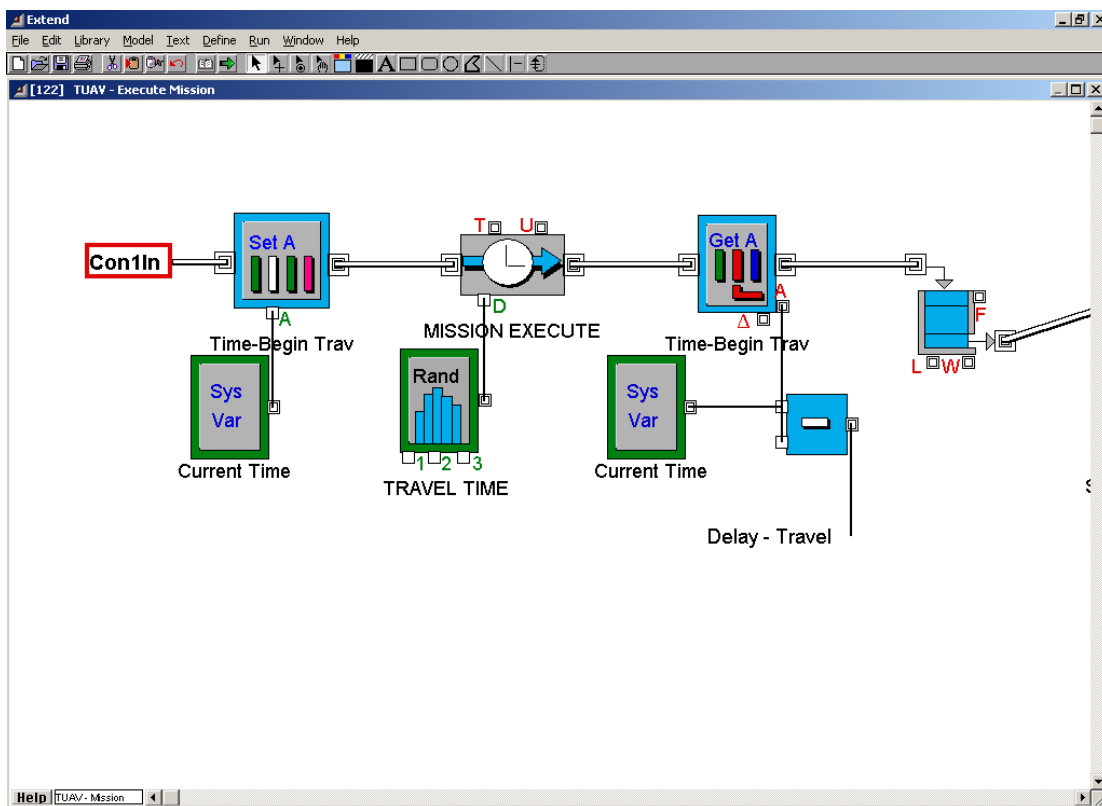 Extend
File Edit Library Model Text Define Run Window Help
A
[122] TUAV - Execute Mission
Con1In
Set A
A
Time-Begin Trav
Sys
Var
Current Time
T U
D
MISSION EXECUTE
Rand
1 2 3
TRAVEL TIME
Get A
A
Δ
Time-Begin Trav
Sys
Var
Current Time
Delay - Travel
F
L W
S
Help TUAV - Mission